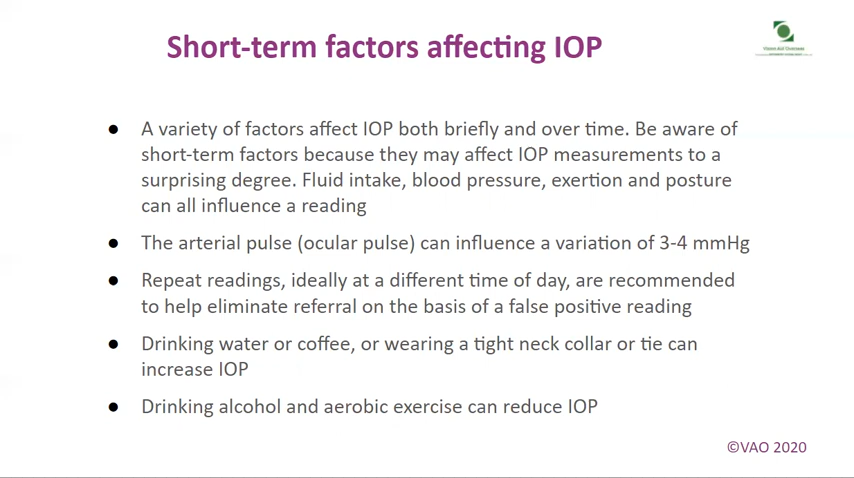 Short-term factors affecting IOP
Vision Aid Overseas
● A variety of factors affect IOP both briefly and over time. Be aware of
short-term factors because they may affect IOP measurements to a
surprising degree. Fluid intake, blood pressure, exertion and posture
can all influence a reading
● The arterial pulse (ocular pulse) can influence a variation of 3-4 mmHg
● Repeat readings, ideally at a different time of day, are recommended
to help eliminate referral on the basis of a false positive reading
● Drinking water or coffee, or wearing a tight neck collar or tie can
increase IOP
● Drinking alcohol and aerobic exercise can reduce IOP
©VAO 2020